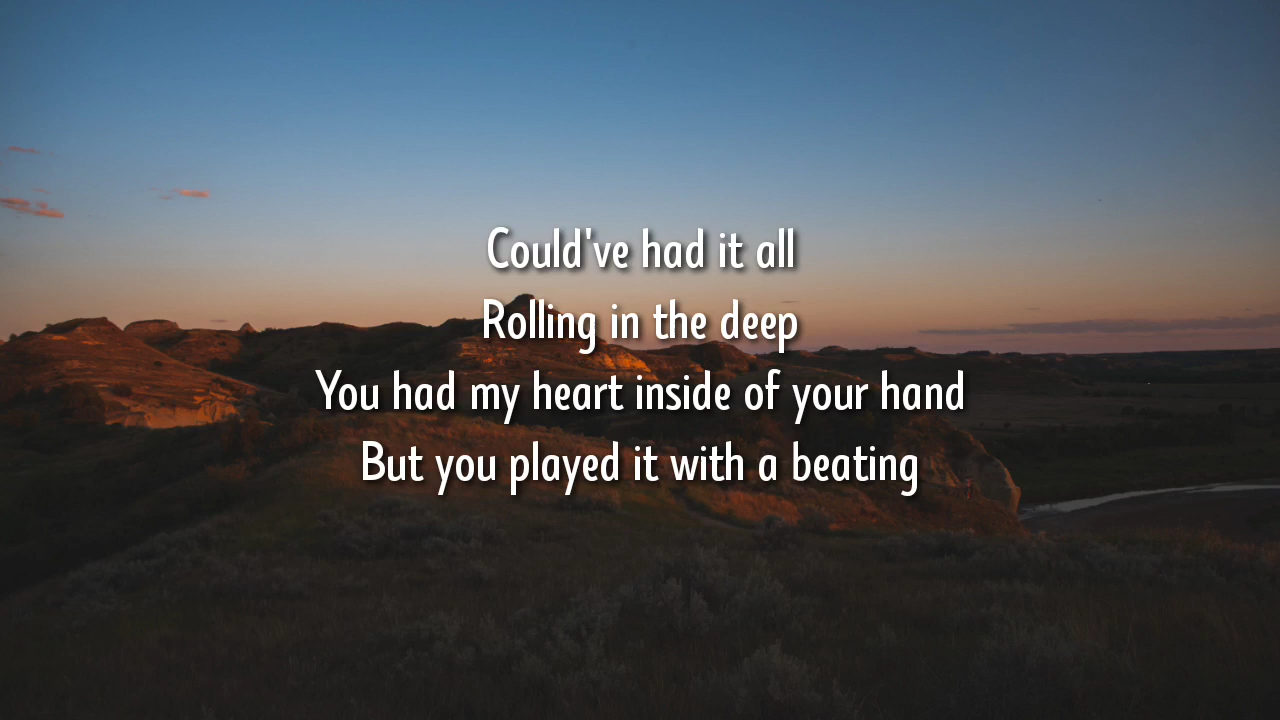 Could've had it all
Rolling in the deep
You had my heart inside of your hand
But you played it with a beating